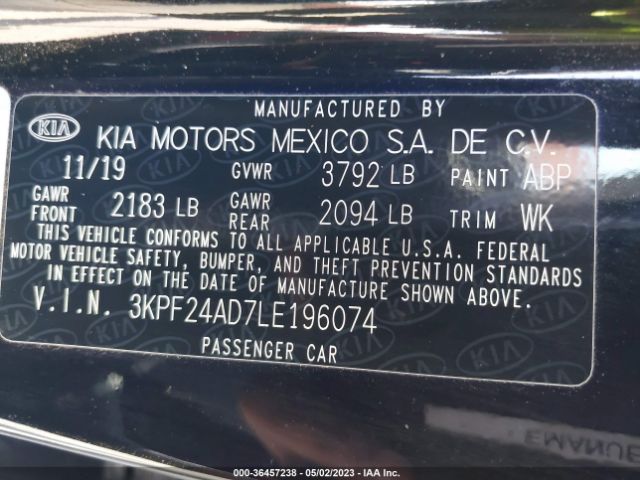 MANUFACTURED BY
KIA KIA MOTORS MEXICO S.A. DE C.V.
11/19 GVWR 3792 LB PAINT ABP
GAWR FRONT 2183 LB GAWR REAR 2094 LB TRIM WK
THIS VEHICLE CONFORMS TO ALL APPLICABLE U.S.A. FEDERAL
MOTOR VEHICLE SAFETY, BUMPER, AND THEFT PREVENTION STANDARDS
IN EFFECT ON THE DATE OF MANUFACTURE SHOWN ABOVE.
V.I.N. 3KPF24AD7LE196074
PASSENGER CAR
000-36457238 - 05/02/2023 - IAA Inc.